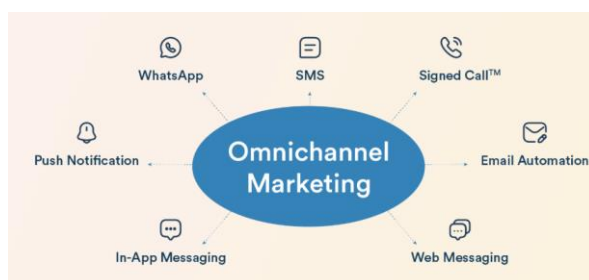 WhatsApp
SMS
Signed Call™
Push Notification
Omnichannel
Marketing
Email Automation
In-App Messaging
Web Messaging